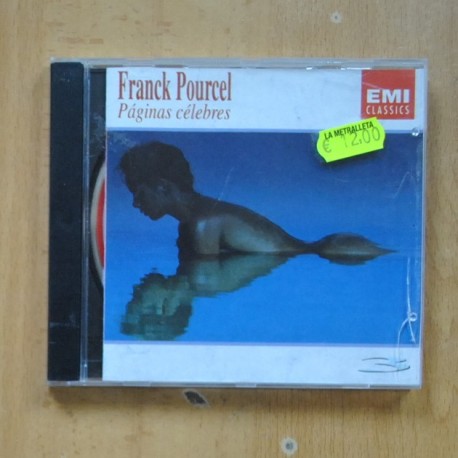 Franck Pourcel
Páginas célebres
EMI
CLASSICS
LA METRALLETA
€ 12.00